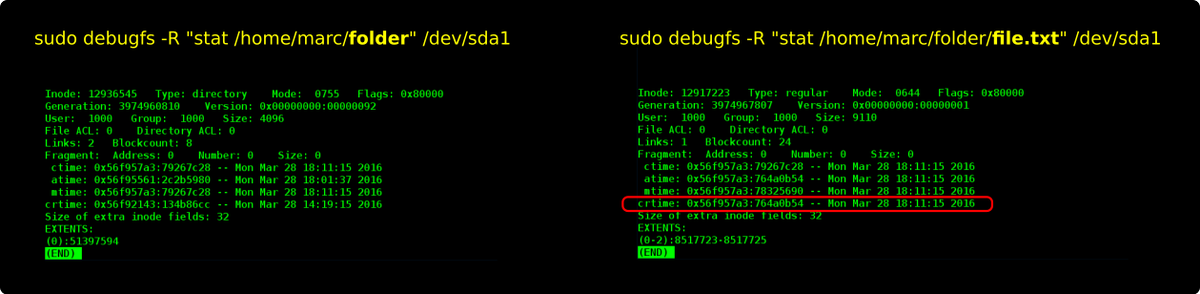 sudo debugfs -R "stat /home/marc/folder" /dev/sda1
Inode: 12936545   Type: directory    Mode:  0755   Flags: 0x80000
Generation: 3974960810    Version: 0x00000000:00000092
User:  1000   Group:  1000   Size: 4096
File ACL: 0    Directory ACL: 0
Links: 2   Blockcount: 8
Fragment:  Address: 0    Number: 0    Size: 0
 ctime: 0x56f957a3:79267c28 -- Mon Mar 28 18:11:15 2016
 atime: 0x56f95561:2c2b5980 -- Mon Mar 28 18:01:37 2016
 mtime: 0x56f957a3:79267c28 -- Mon Mar 28 18:11:15 2016
crtime: 0x56f92143:134b86cc -- Mon Mar 28 14:19:15 2016
Size of extra inode fields: 32
EXTENTS:
(0):51397594
(END)
sudo debugfs -R "stat /home/marc/folder/file.txt" /dev/sda1
Inode: 12917223   Type: regular    Mode:  0644   Flags: 0x80000
Generation: 3974967807    Version: 0x00000000:00000001
User:  1000   Group:  1000   Size: 9110
File ACL: 0    Directory ACL: 0
Links: 1   Blockcount: 24
Fragment:  Address: 0    Number: 0    Size: 0
 ctime: 0x56f957a3:79267c28 -- Mon Mar 28 18:11:15 2016
 atime: 0x56f957a3:764a0b54 -- Mon Mar 28 18:11:15 2016
 mtime: 0x56f957a3:78325690 -- Mon Mar 28 18:11:15 2016
crtime: 0x56f957a3:764a0b54 -- Mon Mar 28 18:11:15 2016
Size of extra inode fields: 32
EXTENTS:
(0-2):8517723-8517725
(END)